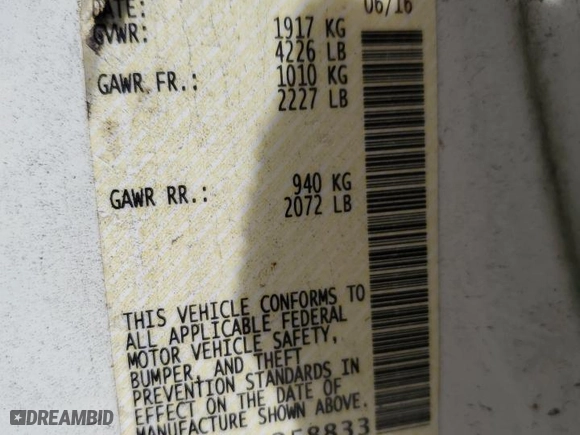 DATE: 06/16
GVWR: 1917 KG
4226 LB
GAWR FR.: 1010 KG
2227 LB
GAWR RR.: 940 KG
2072 LB
THIS VEHICLE CONFORMS TO
ALL APPLICABLE FEDERAL
MOTOR VEHICLE SAFETY,
BUMPER, AND THEFT
PREVENTION STANDARDS IN
EFFECT ON THE DATE OF
MANUFACTURE SHOWN ABOVE.
58833
DREAMBID